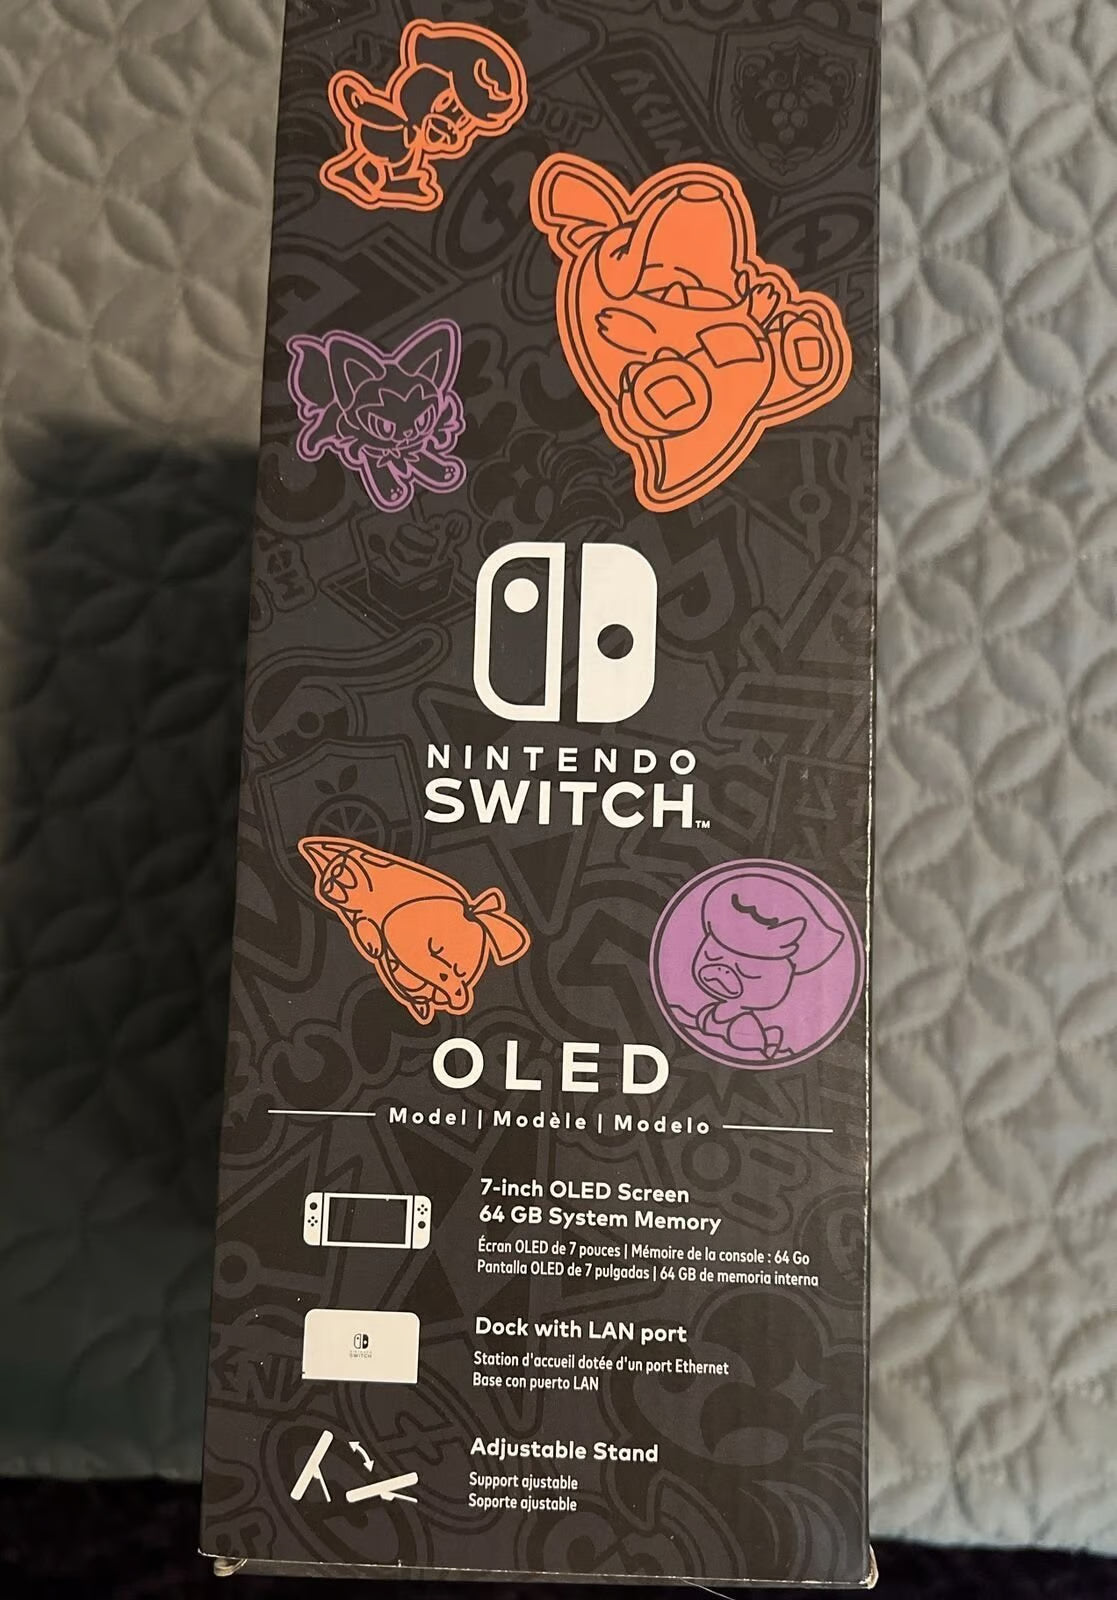 NINTENDO
SWITCH™
OLED
Model | Modèle | Modelo
7-inch OLED Screen
64 GB System Memory
Écran OLED de 7 pouces | Mémoire de la console : 64 Go
Pantalla OLED de 7 pulgadas | 64 GB de memoria interna
NINTENDO
SWITCH
Dock with LAN port
Station d'accueil dotée d'un port Ethernet
Base con puerto LAN
Adjustable Stand
Support ajustable
Soporte ajustable